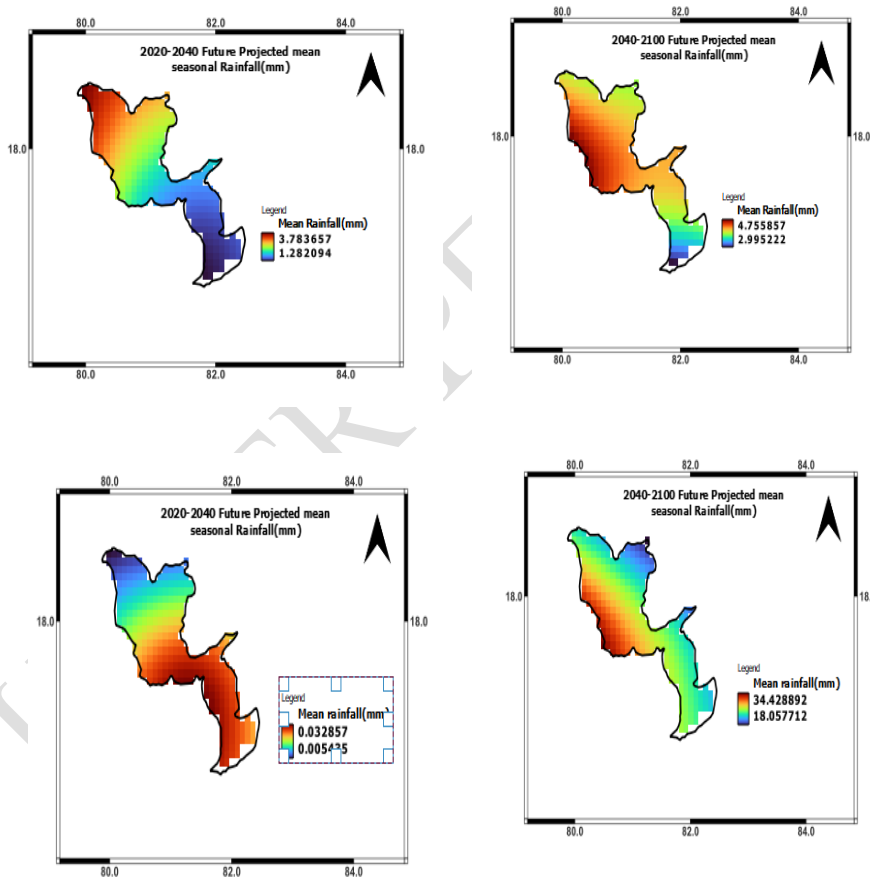 80.0 82.0 84.0
2020-2040 Future Projected mean
seasonal Rainfall(mm)
18.0 18.0
Legend
Mean Rainfall(mm)
3.783657
1.282094
80.0 82.0 84.0
80.0 82.0 84.0
2040-2100 Future Projected mean
seasonal Rainfall(mm)
18.0 18.0
Legend
Mean Rainfall(mm)
4.755857
2.995222
80.0 82.0 84.0
80.0 82.0 84.0
2020-2040 Future Projected mean
seasonal Rainfall(mm)
18.0 18.0
Legend
Mean rainfall(mm)
0.032857
80.0 82.0 84.0
80.0 82.0 84.0
2040-2100 Future Projected mean
seasonal Rainfall(mm)
18.0 18.0
Legend
Mean rainfall(mm)
34.428892
18.057712
80.0 82.0 84.0